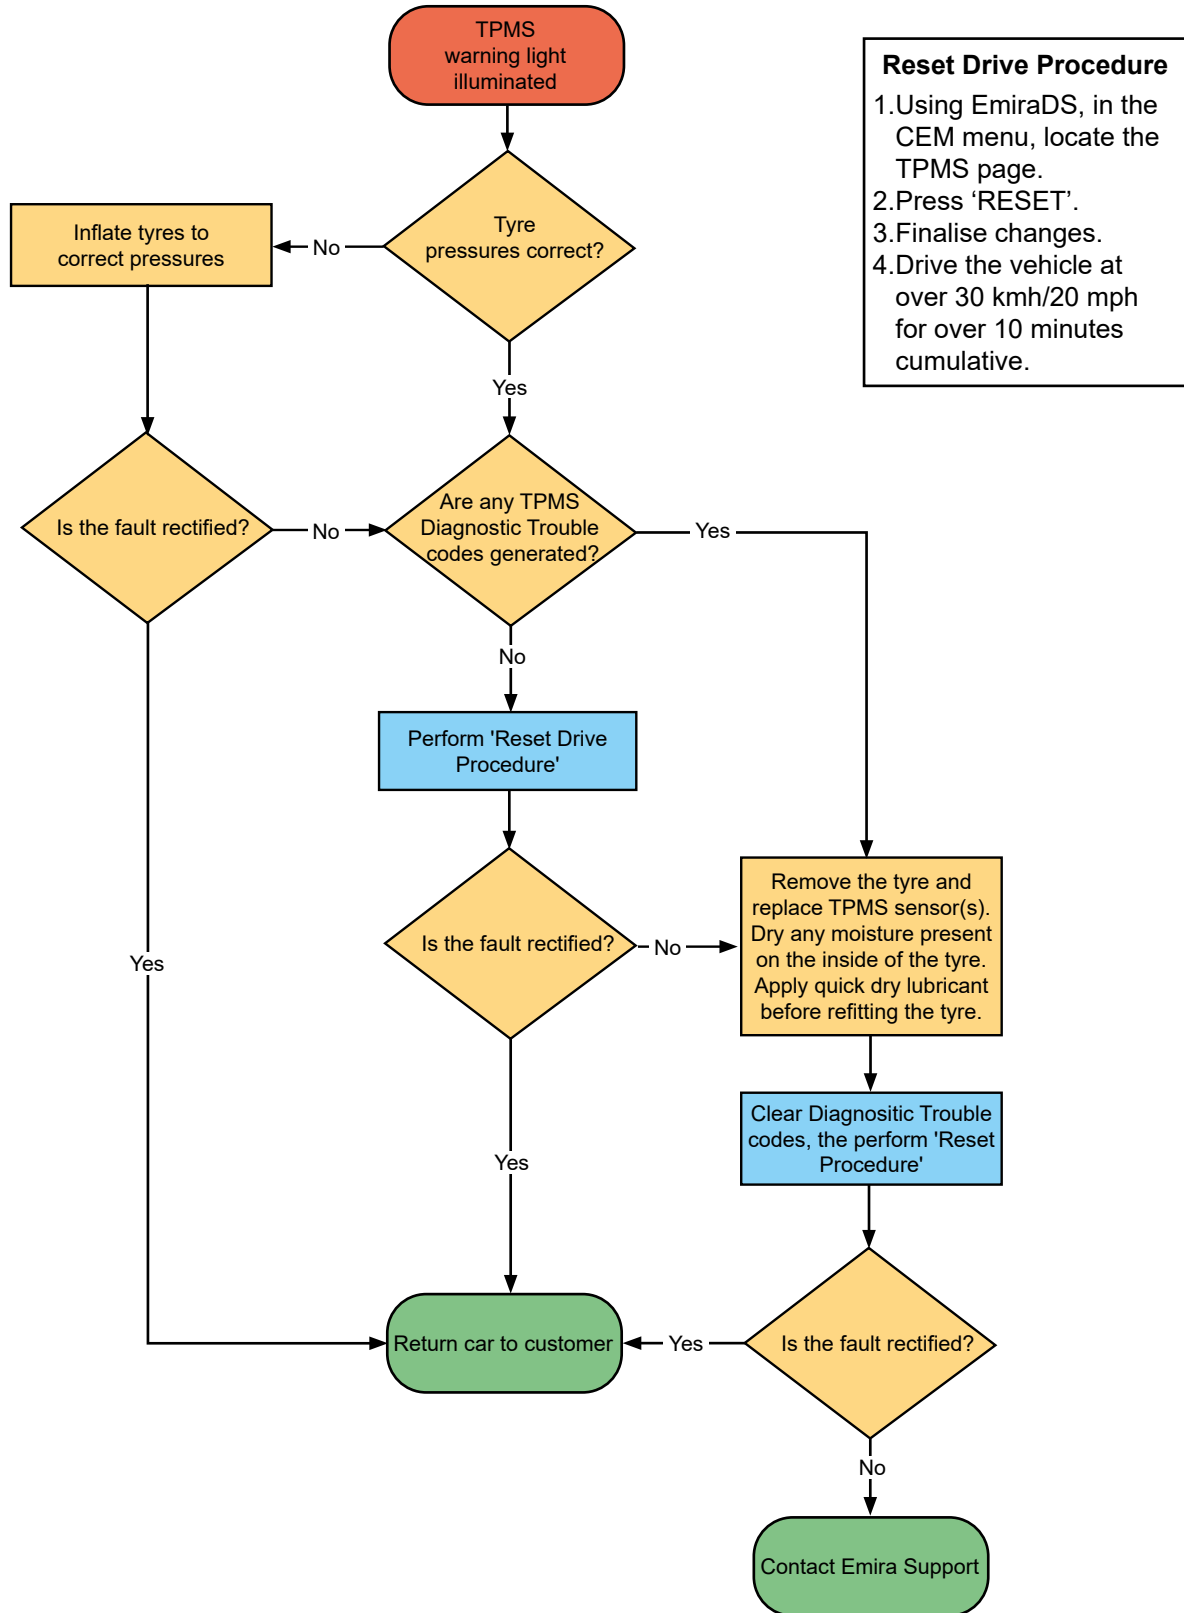 TPMS
warning light
illuminated
Reset Drive Procedure
1.Using EmiraDS, in the
CEM menu, locate the
TPMS page.
2.Press ‘RESET’.
3.Finalise changes.
4.Drive the vehicle at
over 30 kmh/20 mph
for over 10 minutes
cumulative.
Tyre
pressures correct?
No
Inflate tyres to
correct pressures
Yes
Is the fault rectified?
No
Are any TPMS
Diagnostic Trouble
codes generated?
Yes
No
Perform 'Reset Drive
Procedure'
Is the fault rectified?
No
Remove the tyre and
replace TPMS sensor(s).
Dry any moisture present
on the inside of the tyre.
Apply quick dry lubricant
before refitting the tyre.
Yes
Clear Diagnositic Trouble
codes, the perform 'Reset
Procedure'
Yes
Return car to customer
Yes
Is the fault rectified?
No
Contact Emira Support